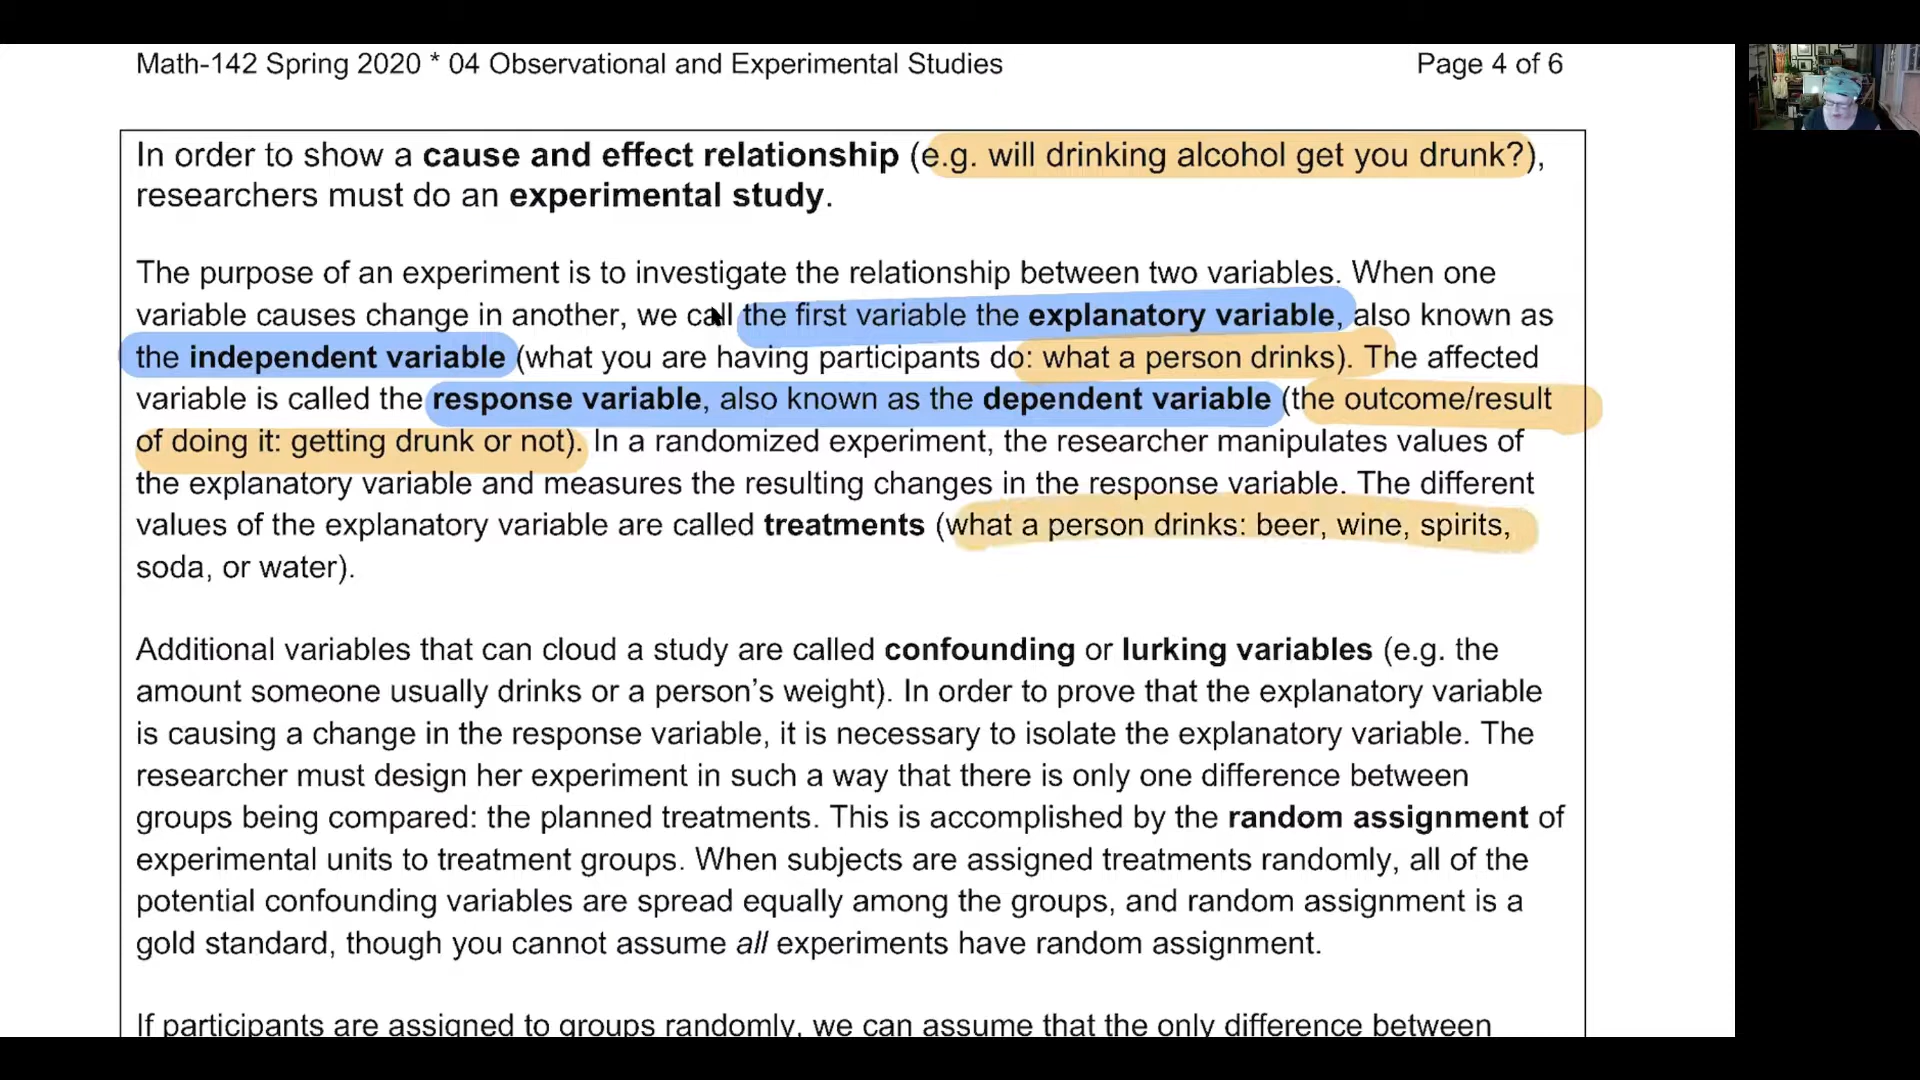 Math-142 Spring 2020 * 04 Observational and Experimental Studies Page 4 of 6
In order to show a cause and effect relationship (e.g. will drinking alcohol get you drunk?),
researchers must do an experimental study.
The purpose of an experiment is to investigate the relationship between two variables. When one
variable causes change in another, we call the first variable the explanatory variable, also known as
the independent variable (what you are having participants do: what a person drinks). The affected
variable is called the response variable, also known as the dependent variable (the outcome/result
of doing it: getting drunk or not). In a randomized experiment, the researcher manipulates values of
the explanatory variable and measures the resulting changes in the response variable. The different
values of the explanatory variable are called treatments (what a person drinks: beer, wine, spirits,
soda, or water).
Additional variables that can cloud a study are called confounding or lurking variables (e.g. the
amount someone usually drinks or a person’s weight). In order to prove that the explanatory variable
is causing a change in the response variable, it is necessary to isolate the explanatory variable. The
researcher must design her experiment in such a way that there is only one difference between
groups being compared: the planned treatments. This is accomplished by the random assignment of
experimental units to treatment groups. When subjects are assigned treatments randomly, all of the
potential confounding variables are spread equally among the groups, and random assignment is a
gold standard, though you cannot assume all experiments have random assignment.
If participants are assigned to groups randomly, we can assume that the only difference between